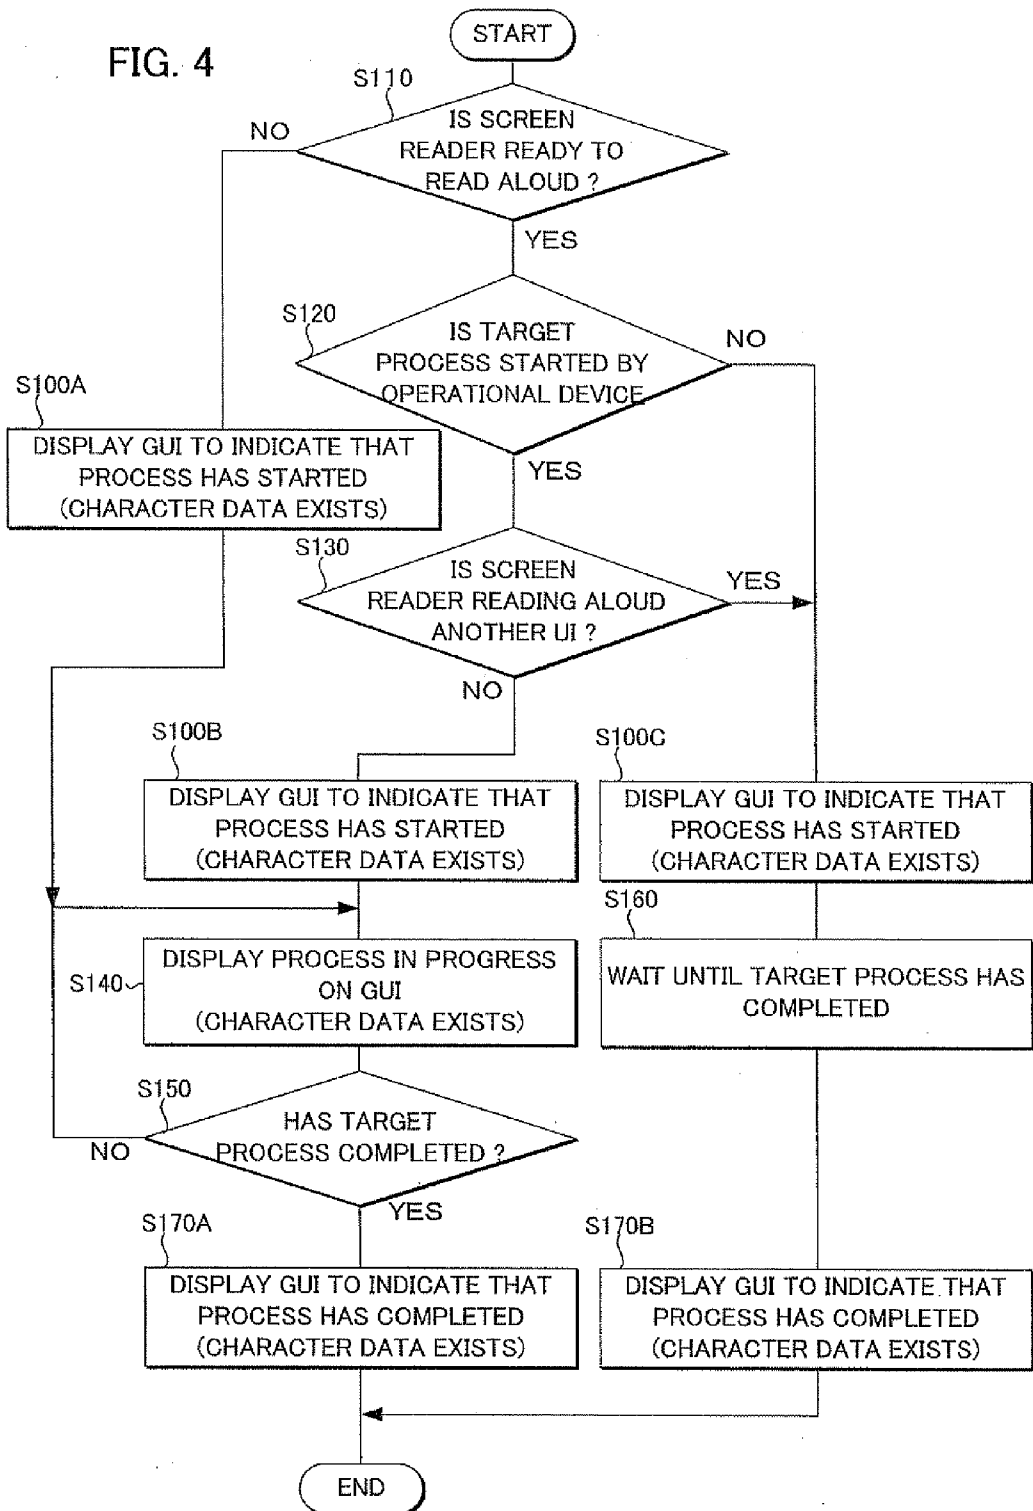 FIG. 4
START
S110
IS SCREEN
READER READY TO
READ ALOUD ?
NO
YES
S120
IS TARGET
PROCESS STARTED BY
OPERATIONAL DEVICE
NO
YES
S100A
DISPLAY GUI TO INDICATE THAT
PROCESS HAS STARTED
(CHARACTER DATA EXISTS)
S130
IS SCREEN
READER READING ALOUD
ANOTHER UI ?
YES
NO
S100B
DISPLAY GUI TO INDICATE THAT
PROCESS HAS STARTED
(CHARACTER DATA EXISTS)
S100C
DISPLAY GUI TO INDICATE THAT
PROCESS HAS STARTED
(CHARACTER DATA EXISTS)
S140
DISPLAY PROCESS IN PROGRESS
ON GUI
(CHARACTER DATA EXISTS)
S160
WAIT UNTIL TARGET PROCESS HAS
COMPLETED
S150
HAS TARGET
PROCESS COMPLETED ?
NO
YES
S170A
DISPLAY GUI TO INDICATE THAT
PROCESS HAS COMPLETED
(CHARACTER DATA EXISTS)
S170B
DISPLAY GUI TO INDICATE THAT
PROCESS HAS COMPLETED
(CHARACTER DATA EXISTS)
END